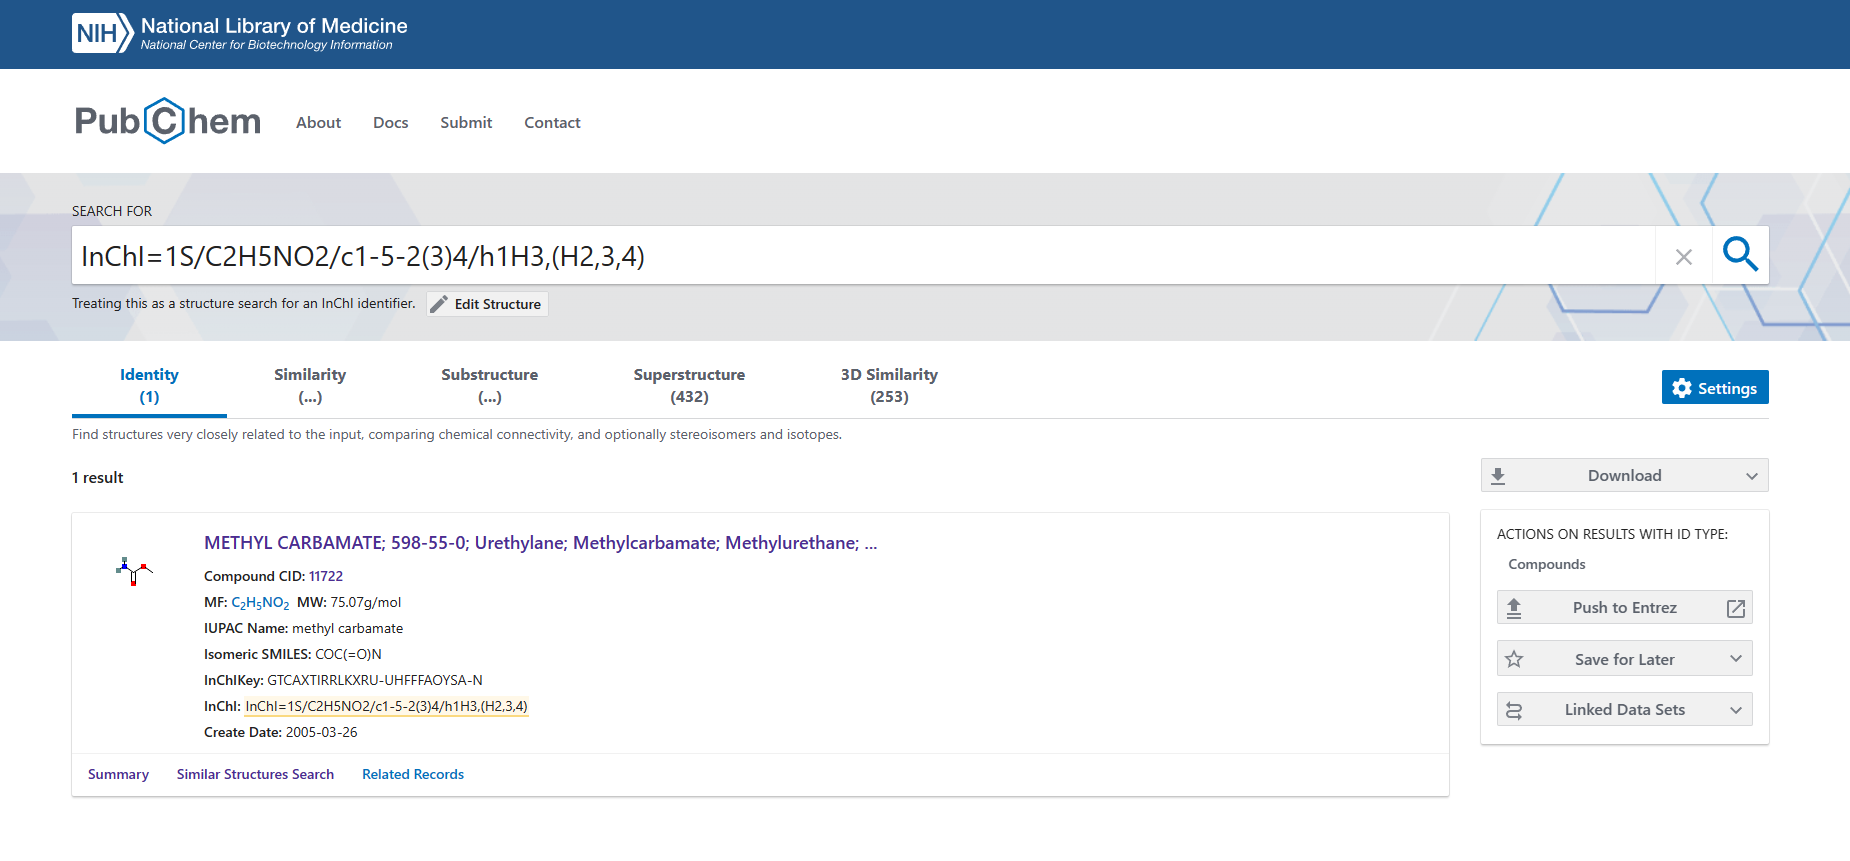 NIH National Library of Medicine
National Center for Biotechnology Information
PubChem About Docs Submit Contact
SEARCH FOR
InChI=1S/C2H5NO2/c1-5-2(3)4/h1H3,(H2,3,4)
Treating this as a structure search for an InChI identifier. Edit Structure
Identity Similarity Substructure Superstructure 3D Similarity
(1) (...) (...) (432) (253)
Settings
Find structures very closely related to the input, comparing chemical connectivity, and optionally stereoisomers and isotopes.
1 result
Download
METHYL CARBAMATE; 598-55-0; Urethylane; Methylcarbamate; Methylurethane; ...
Compound CID: 11722
MF: C₂H₅NO₂ MW: 75.07g/mol
IUPAC Name: methyl carbamate
Isomeric SMILES: COC(=O)N
InChIKey: GTCAXTIRRLKXRU-UHFFFAOYSA-N
InChI: InChI=1S/C2H5NO2/c1-5-2(3)4/h1H3,(H2,3,4)
Create Date: 2005-03-26
Summary Similar Structures Search Related Records
ACTIONS ON RESULTS WITH ID TYPE:
Compounds
Push to Entrez
Save for Later
Linked Data Sets